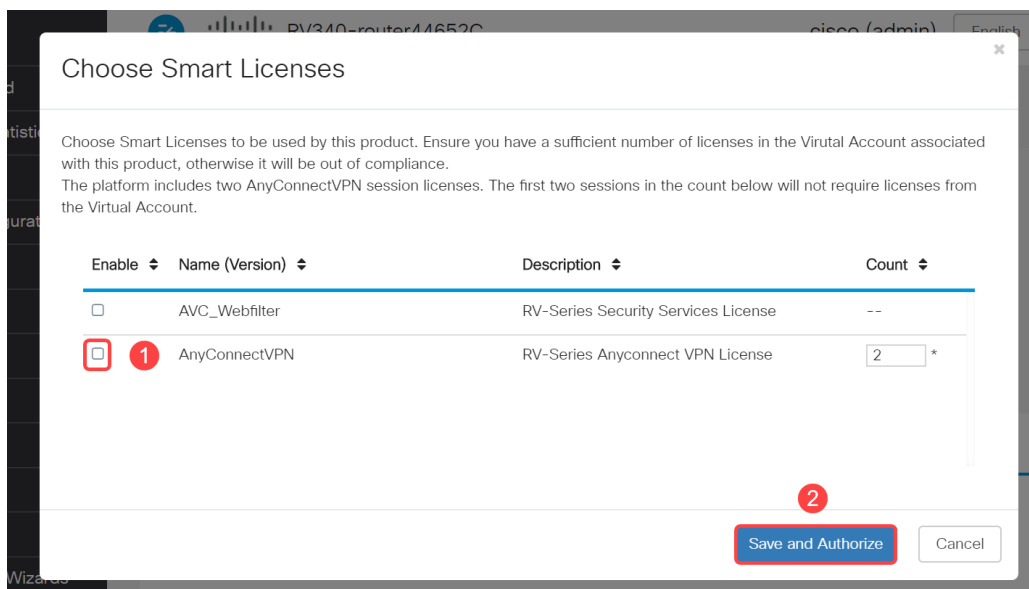 RV340-router44652C cisco (admin) English
Choose Smart Licenses
Choose Smart Licenses to be used by this product. Ensure you have a sufficient number of licenses in the Virutal Account associated
with this product, otherwise it will be out of compliance.
The platform includes two AnyConnectVPN session licenses. The first two sessions in the count below will not require licenses from
the Virtual Account.
Enable Name (Version) Description Count
AVC_Webfilter RV-Series Security Services License --
1 AnyConnectVPN RV-Series Anyconnect VPN License 2 *
2
Save and Authorize Cancel
Wizards